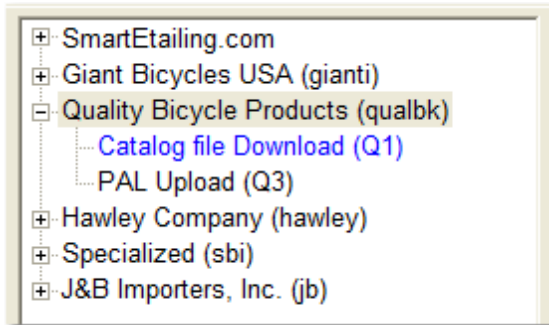 SmartEtailing.com
Giant Bicycles USA (gianti)
Quality Bicycle Products (qualbk)
Catalog file Download (Q1)
PAL Upload (Q3)
Hawley Company (hawley)
Specialized (sbi)
J&B Importers, Inc. (jb)